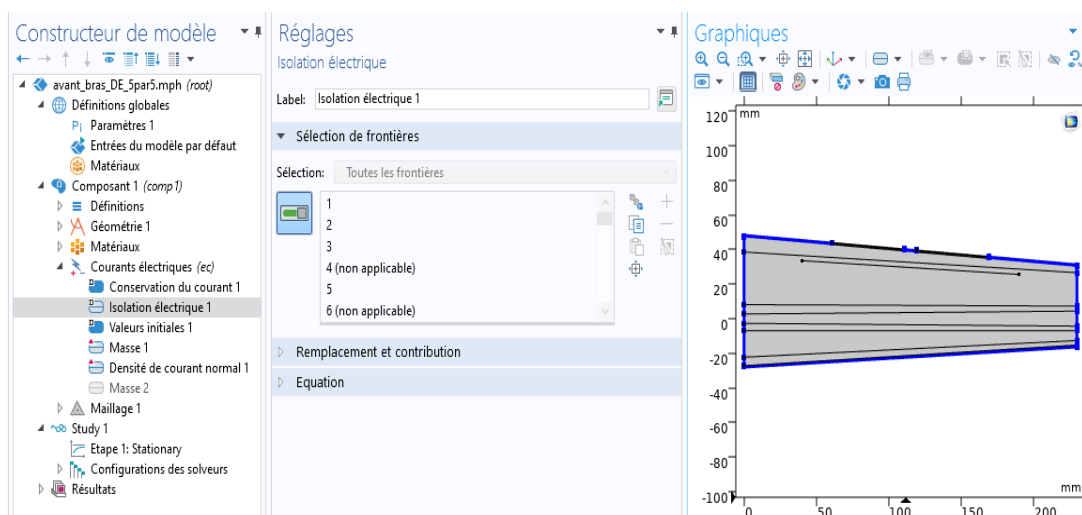 Constructeur de modèle
avant_bras_DE_5par5.mph (root)
Définitions globales
Pi Paramètres 1
Entrées du modèle par défaut
Matériaux
Composant 1 (comp1)
Définitions
Géométrie 1
Matériaux
Courants électriques (ec)
Conservation du courant 1
Isolation électrique 1
Valeurs initiales 1
Masse 1
Densité de courant normal 1
Masse 2
Maillage 1
Study 1
Etape 1: Stationary
Configurations des solveurs
Résultats
Réglages
Isolation électrique
Label: Isolation électrique 1
Sélection de frontières
Sélection: Toutes les frontières
1
2
3
4 (non applicable)
5
6 (non applicable)
Remplacement et contribution
Equation
Graphiques
mm
120
100
80
60
40
20
0
-20
-40
-60
-80
-100
mm
0 50 100 150 200